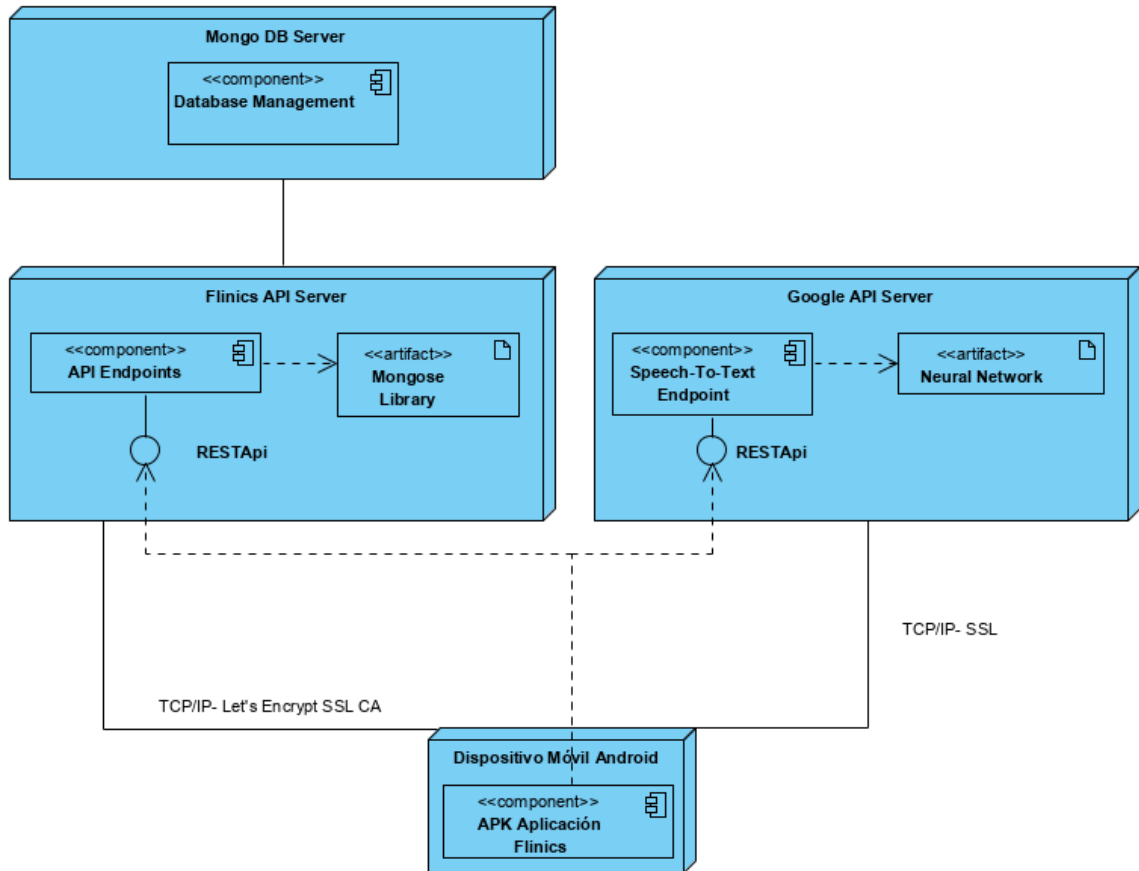 Mongo DB Server
<<component>>
Database Management
Flinics API Server
<<component>>
API Endpoints
<<artifact>>
Mongose
Library
RESTApi
Google API Server
<<component>>
Speech-To-Text
Endpoint
<<artifact>>
Neural Network
RESTApi
TCP/IP- SSL
TCP/IP- Let's Encrypt SSL CA
Dispositivo Móvil Android
<<component>>
APK Aplicación
Flinics